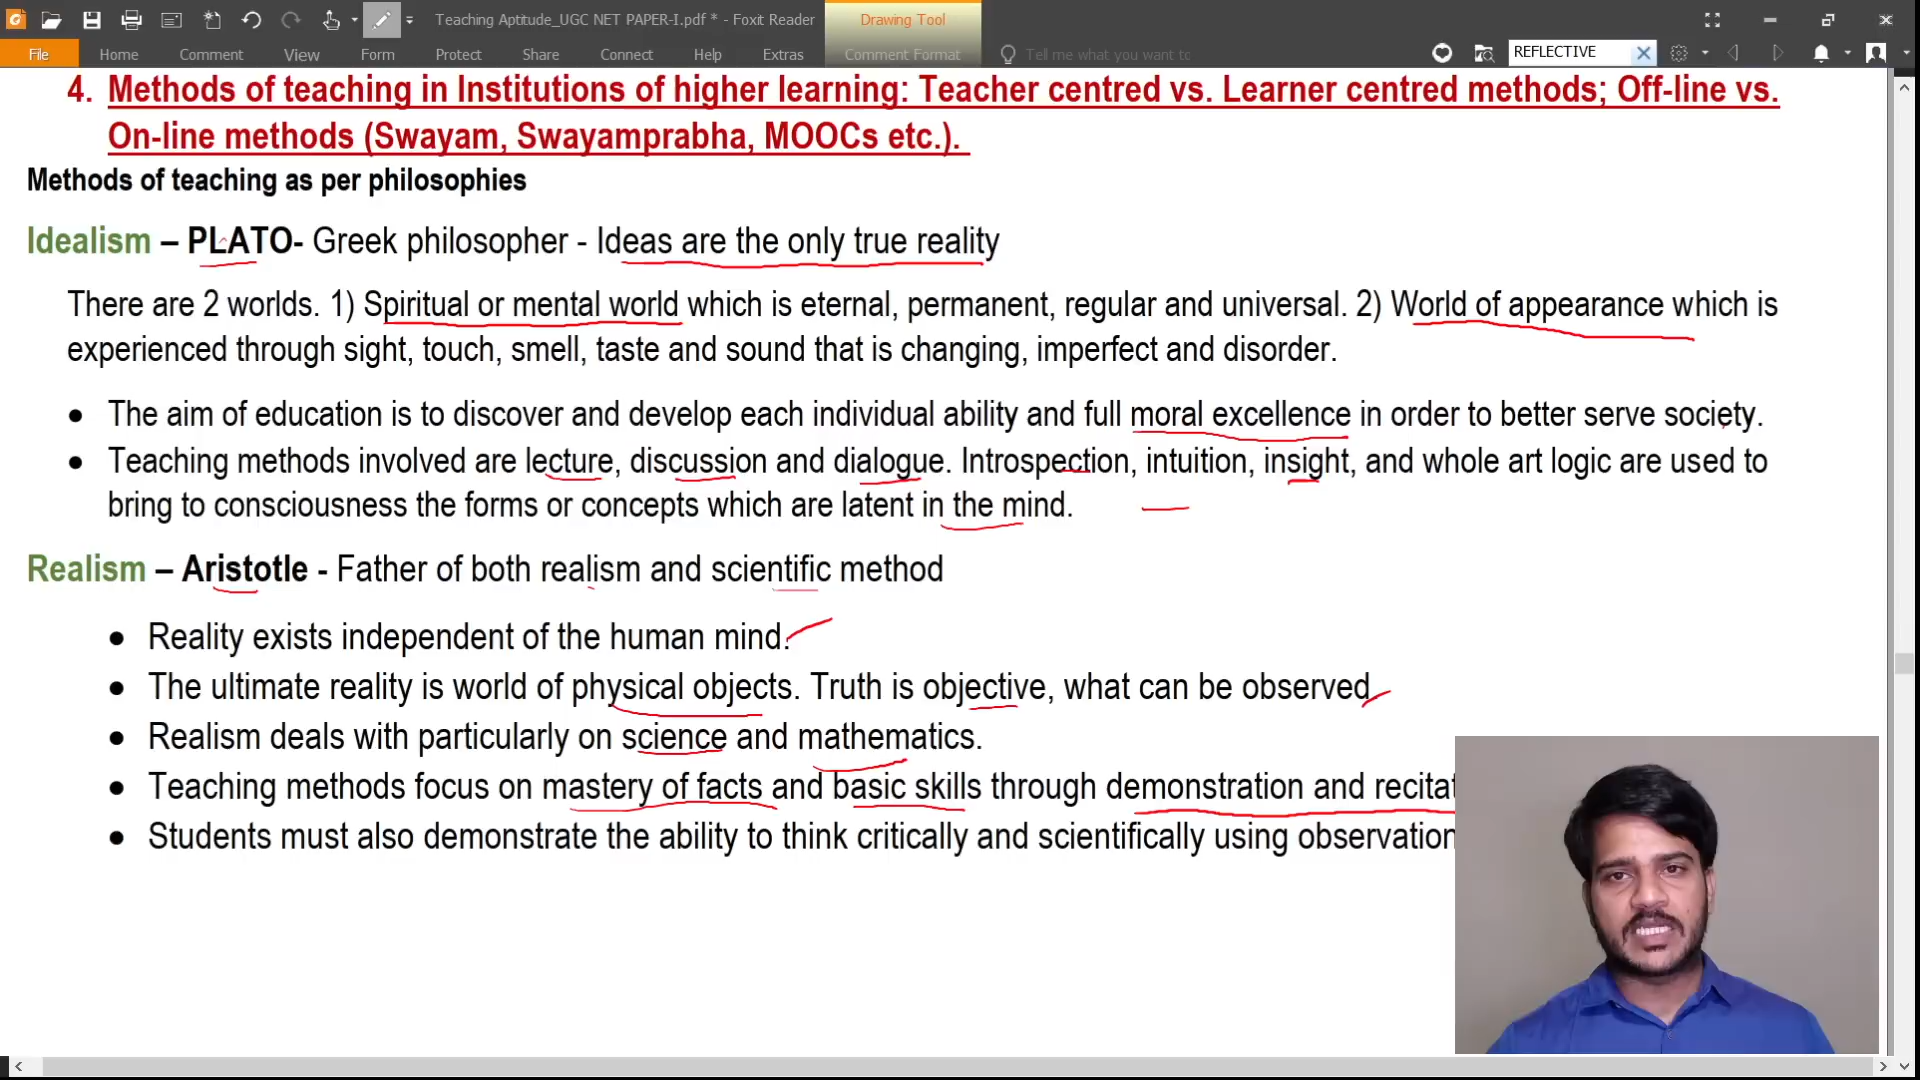 Teaching Aptitude_UGC NET PAPER-I.pdf * - Foxit Reader
Drawing Tool
File Home Comment View Form Protect Share Connect Help Extras Comment Format Tell me what you want to REFLECTIVE
4. Methods of teaching in Institutions of higher learning: Teacher centred vs. Learner centred methods; Off-line vs.
On-line methods (Swayam, Swayamprabha, MOOCs etc.).
Methods of teaching as per philosophies
Idealism – PLATO- Greek philosopher - Ideas are the only true reality
There are 2 worlds. 1) Spiritual or mental world which is eternal, permanent, regular and universal. 2) World of appearance which is
experienced through sight, touch, smell, taste and sound that is changing, imperfect and disorder.
• The aim of education is to discover and develop each individual ability and full moral excellence in order to better serve society.
• Teaching methods involved are lecture, discussion and dialogue. Introspection, intuition, insight, and whole art logic are used to
bring to consciousness the forms or concepts which are latent in the mind.
Realism – Aristotle - Father of both realism and scientific method
• Reality exists independent of the human mind.
• The ultimate reality is world of physical objects. Truth is objective, what can be observed
• Realism deals with particularly on science and mathematics.
• Teaching methods focus on mastery of facts and basic skills through demonstration and recitat
• Students must also demonstrate the ability to think critically and scientifically using observation